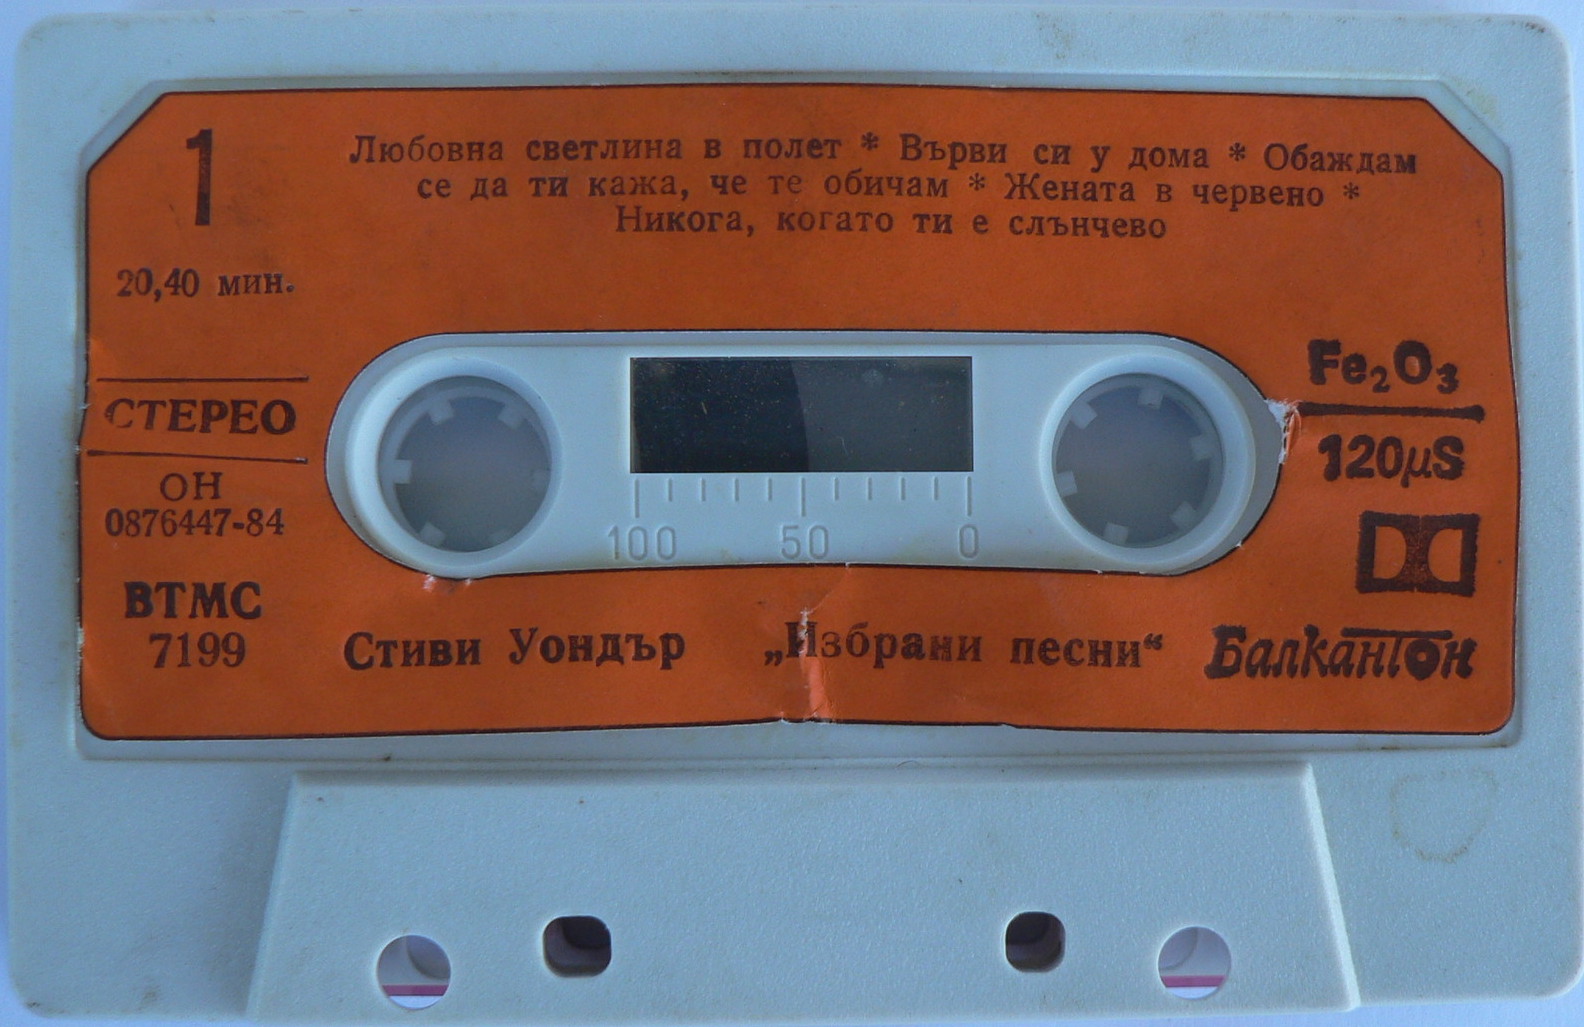 1
Любовна светлина в полет * Върви си у дома * Обаждам
се да ти кажа, че те обичам * Жената в червено *
Никога, когато ти е слънчево
20,40 мин.
СТЕРЕО
ОН
0876447-84
ВТМС
7199
Fe₂O₃
120µS
100 50 0
Стиви Уондър „Избрани песни“
Балкантон